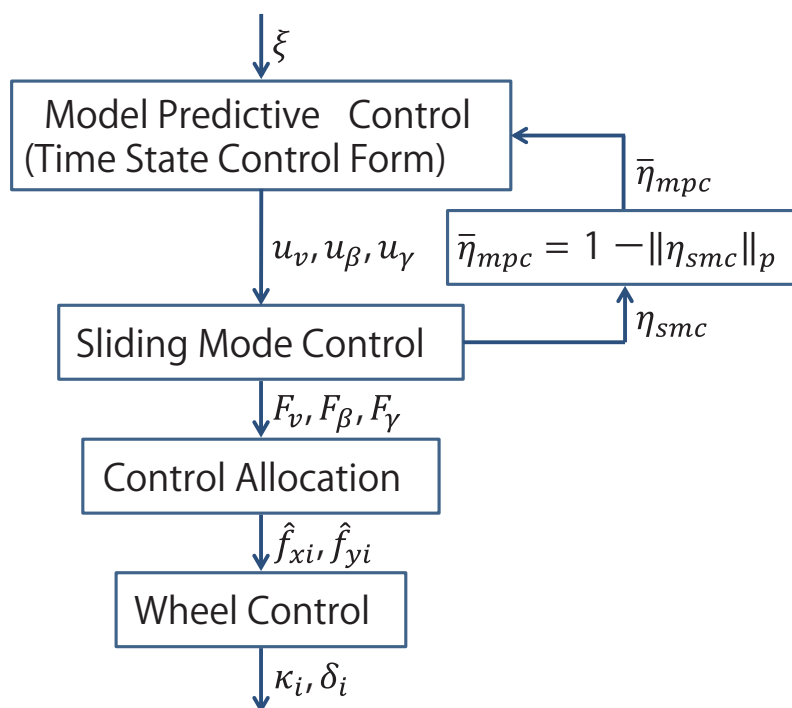 ξ
Model Predictive Control
(Time State Control Form)
η̄_mpc
u_v, u_β, u_γ
η̄_mpc = 1 − ‖η_smc‖_p
Sliding Mode Control
η_smc
F_v, F_β, F_γ
Control Allocation
f̂_xi, f̂_yi
Wheel Control
κ_i, δ_i